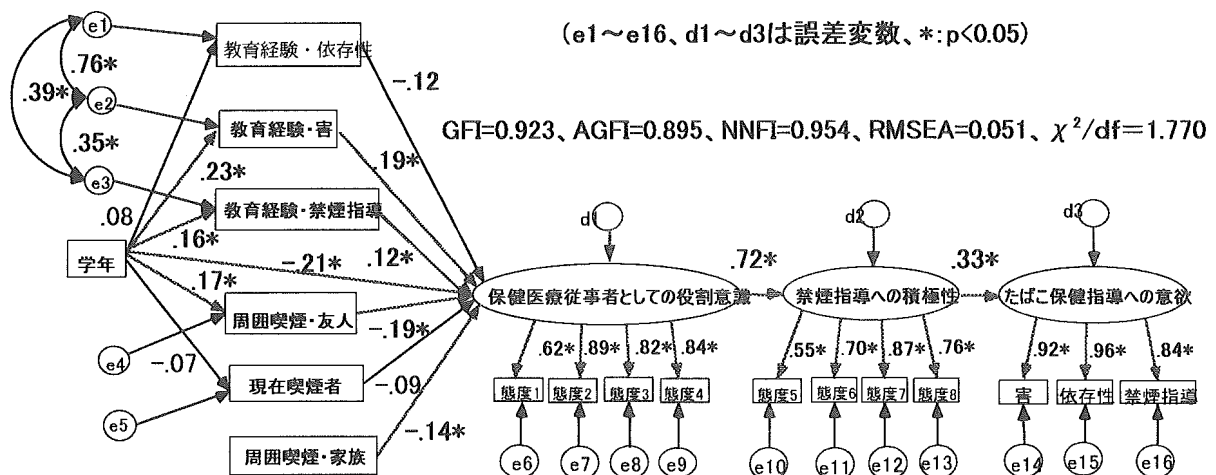 (e1～e16、d1～d3は誤差変数、*:p<0.05)
GFI=0.923、AGFI=0.895、NNFI=0.954、RMSEA=0.051、χ²/df＝1.770
e1
教育経験・依存性
.76*
.39*
-.12
e2
教育経験・害
.35*
.23*
.19*
e3
教育経験・禁煙指導
.08
.16*
.12*
学年
-.21*
.17*
周囲喫煙・友人
-.19*
e4
-.07
現在喫煙者
-.09
e5
周囲喫煙・家族
-.14*
d1
d2
d3
保健医療従事者としての役割意識
.72*
禁煙指導への積極性
.33*
たばこ保健指導への意欲
.62*
.89*
.82*
.84*
.55*
.70*
.87*
.76*
.92*
.96*
.84*
態度1
態度2
態度3
態度4
態度5
態度6
態度7
態度8
害
依存性
禁煙指導
e6
e7
e8
e9
e10
e11
e12
e13
e14
e15
e16